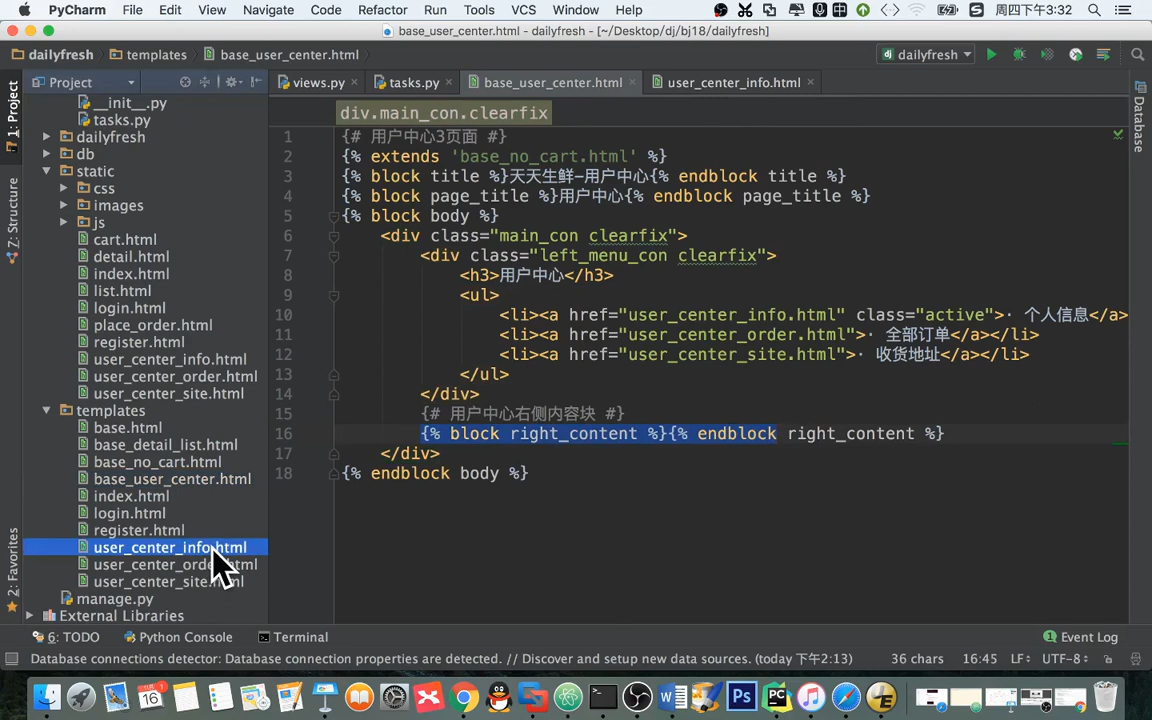 PyCharm File Edit View Navigate Code Refactor Run Tools VCS Window Help 周四下午3:32
base_user_center.html - dailyfresh - [~/Desktop/dj/bj18/dailyfresh]
dailyfresh templates base_user_center.html dailyfresh
Project views.py tasks.py base_user_center.html user_center_info.html
1: Project
7: Structure
2: Favorites
Database
__init__.py
tasks.py
dailyfresh
db
static
css
images
js
cart.html
detail.html
index.html
list.html
login.html
place_order.html
register.html
user_center_info.html
user_center_order.html
user_center_site.html
templates
base.html
base_detail_list.html
base_no_cart.html
base_user_center.html
index.html
login.html
register.html
user_center_info.html
user_center_order.html
user_center_site.html
manage.py
External Libraries
div.main_con.clearfix
1 {# 用户中心3页面 #}
2 {% extends 'base_no_cart.html' %}
3 {% block title %}天天生鲜-用户中心{% endblock title %}
4 {% block page_title %}用户中心{% endblock page_title %}
5 {% block body %}
6 <div class="main_con clearfix">
7 <div class="left_menu_con clearfix">
8 <h3>用户中心</h3>
9 <ul>
10 <li><a href="user_center_info.html" class="active">· 个人信息</a>
11 <li><a href="user_center_order.html">· 全部订单</a></li>
12 <li><a href="user_center_site.html">· 收货地址</a></li>
13 </ul>
14 </div>
15 {# 用户中心右侧内容块 #}
16 {% block right_content %}{% endblock right_content %}
17 </div>
18 {% endblock body %}
6: TODO Python Console Terminal 1 Event Log
Database connections detector: Database connection properties are detected. // Discover and setup new data sources. (today 下午2:13) 36 chars 16:45 LF UTF-8